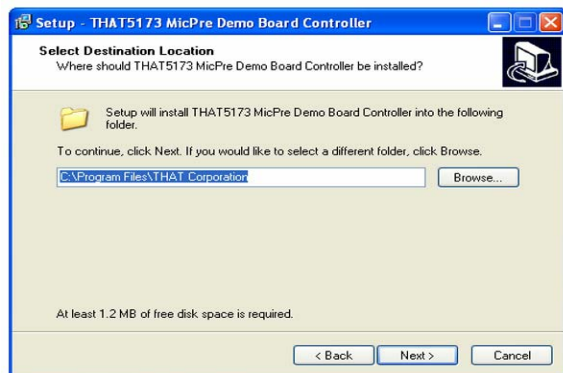 Setup - THAT5173 MicPre Demo Board Controller
Select Destination Location
Where should THAT5173 MicPre Demo Board Controller be installed?
Setup will install THAT5173 MicPre Demo Board Controller into the following
folder.
To continue, click Next. If you would like to select a different folder, click Browse.
C:\Program Files\THAT Corporation
Browse...
At least 1.2 MB of free disk space is required.
< Back
Next >
Cancel